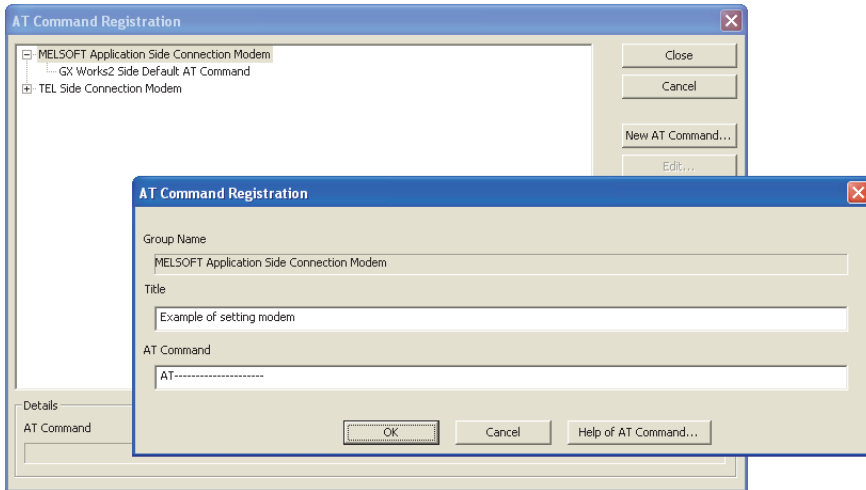 AT Command Registration
MELSOFT Application Side Connection Modem
GX Works2 Side Default AT Command
TEL Side Connection Modem
Close
Cancel
New AT Command...
Edit...
AT Command Registration
Group Name
MELSOFT Application Side Connection Modem
Title
Example of setting modem
AT Command
AT----------------------
OK
Cancel
Help of AT Command...
Details
AT Command